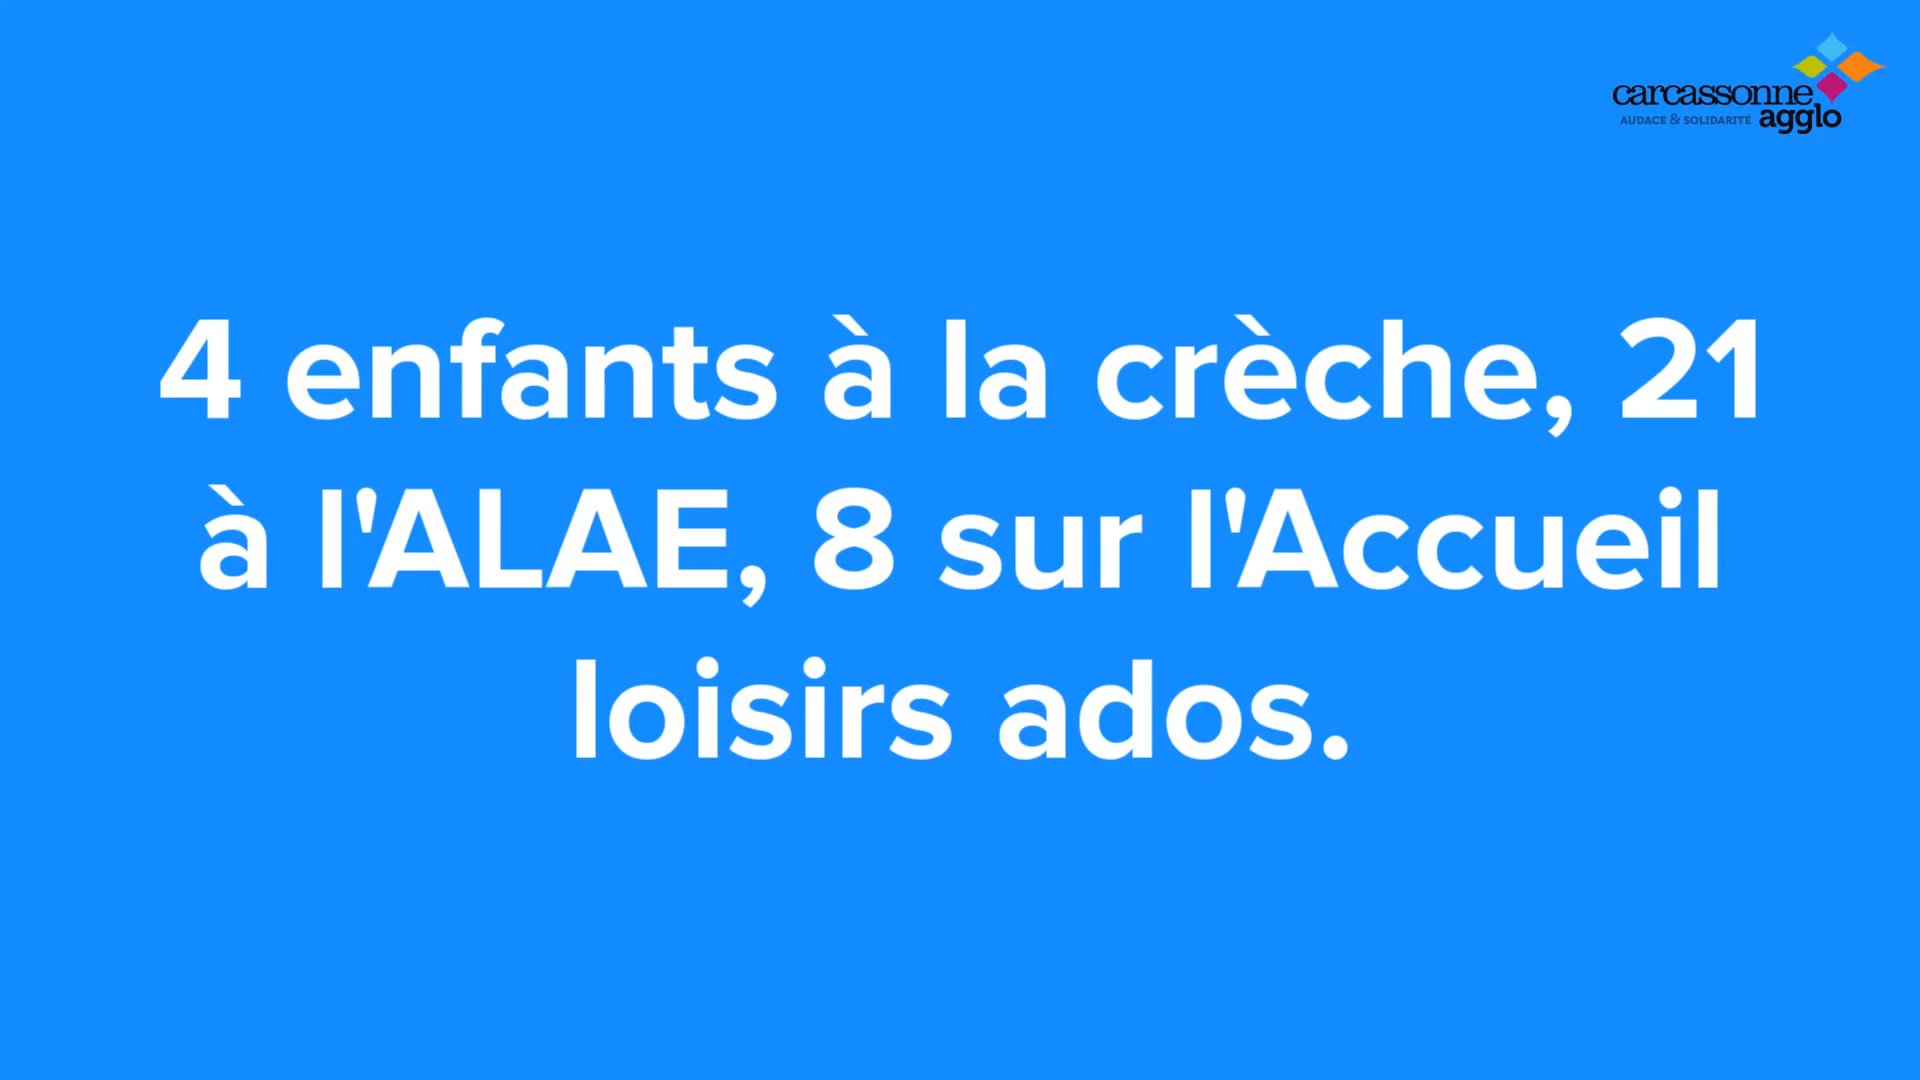 carcassonne
AUDACE & SOLIDARITÉ agglo
4 enfants à la crèche, 21
à l'ALAE, 8 sur l'Accueil
loisirs ados.